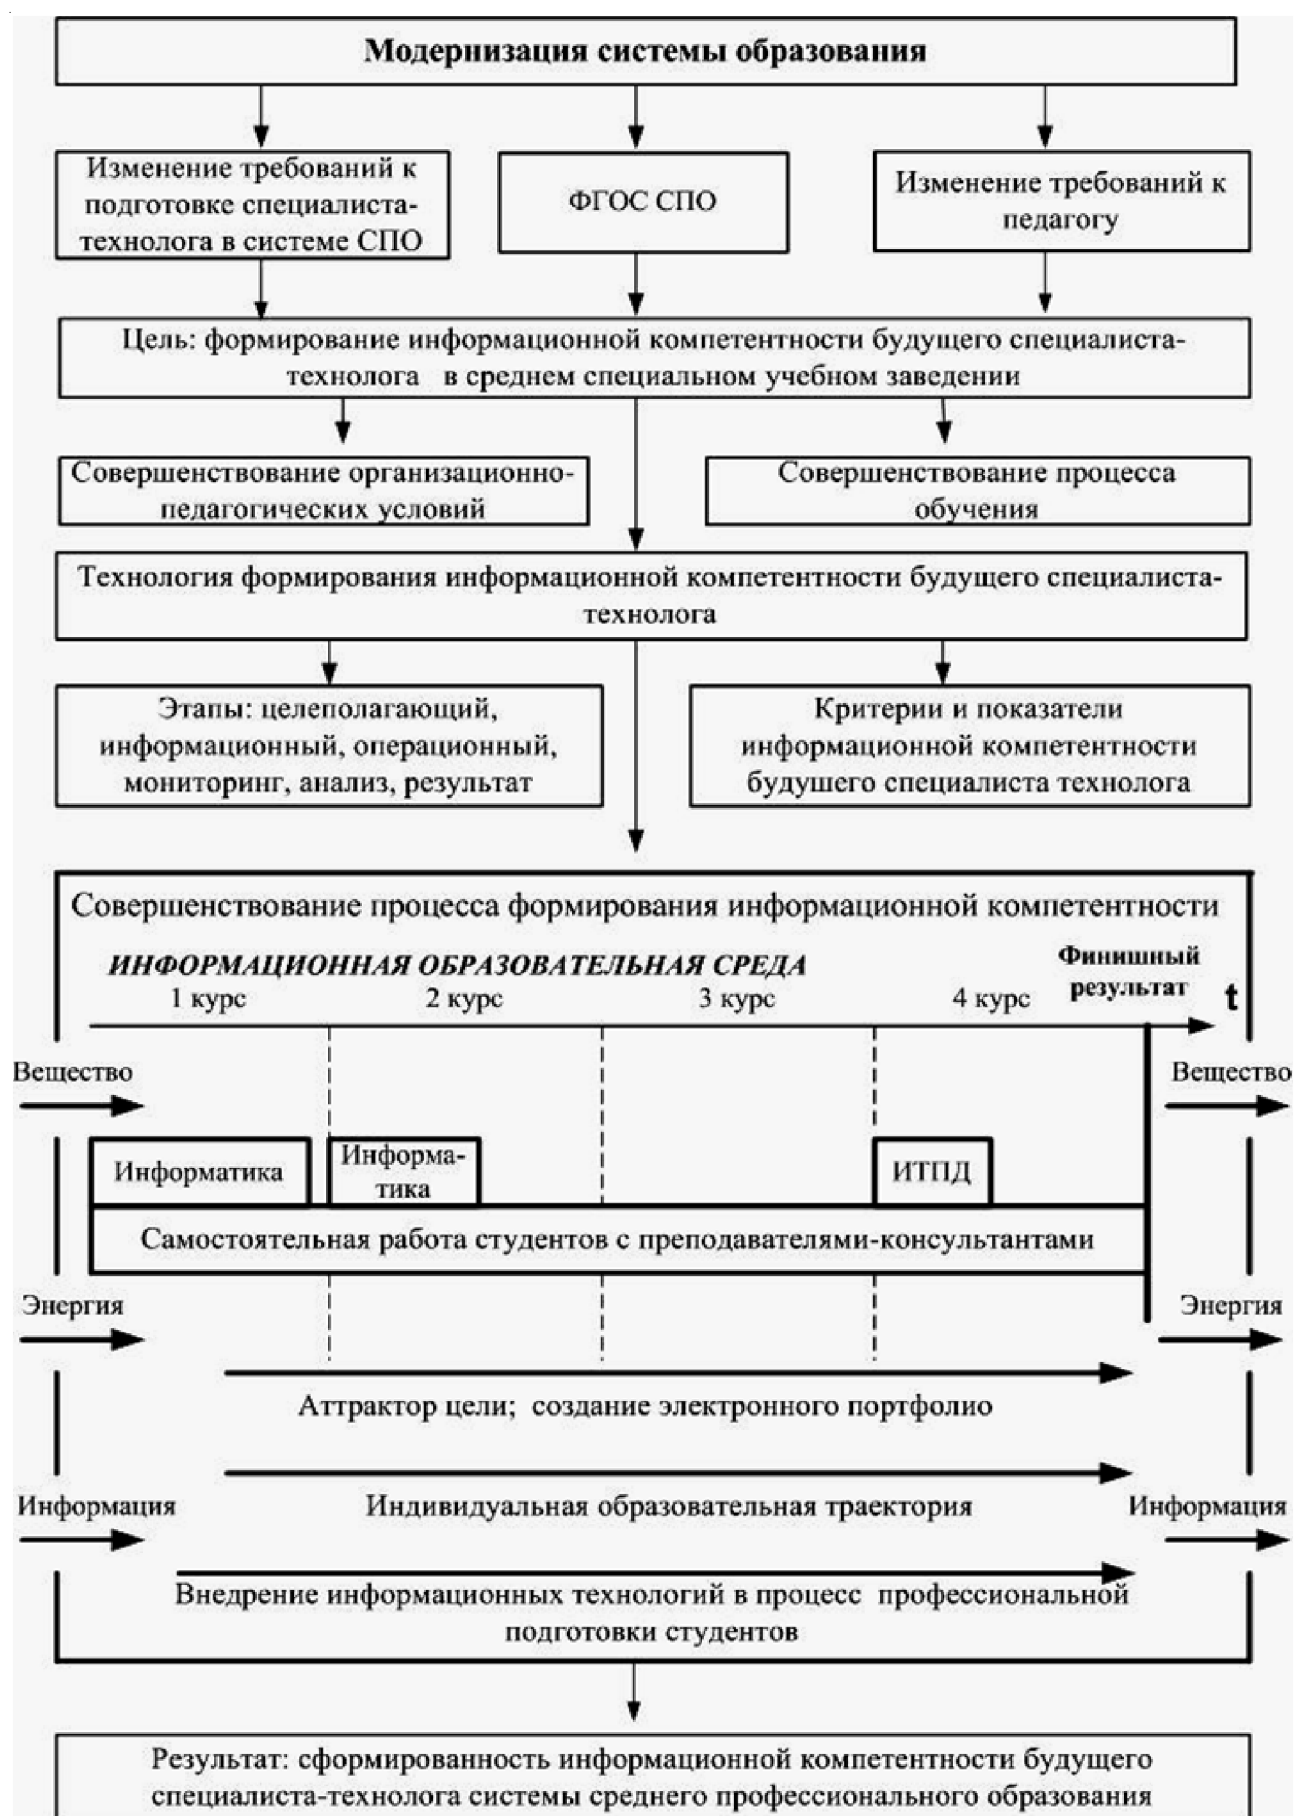 Модернизация системы образования
Изменение требований к
подготовке специалиста-
технолога в системе СПО
ФГОС СПО
Изменение требований к
педагогу
Цель: формирование информационной компетентности будущего специалиста-
технолога в среднем специальном учебном заведении
Совершенствование организационно-
педагогических условий
Совершенствование процесса
обучения
Технология формирования информационной компетентности будущего специалиста-
технолога
Этапы: целеполагающий,
информационный, операционный,
мониторинг, анализ, результат
Критерии и показатели
информационной компетентности
будушего специалиста технолога
Совершенствование процесса формирования информационной компетентности
ИНФОРМАЦИОННАЯ ОБРАЗОВАТЕЛЬНАЯ СРЕДА
Финишный
результат
t
1 курс
2 курс
3 курс
4 курс
Вещество
Вещество
Информатика
Информа-
тика
ИТПД
Самостоятельная работа студентов с преподавателями-консультантами
Энергия
Энергия
Аттрактор цели; создание электронного портфолио
Информация
Индивидуальная образовательная траектория
Информация
Внедрение информационных технологий в процесс профессиональной
подготовки студентов
Результат: сформированность информационной компетентности будущего
специалиста-технолога системы среднего профессионального образования